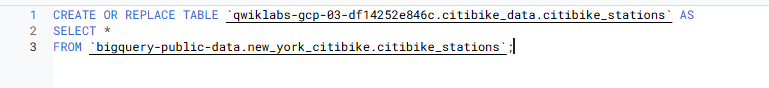 1 CREATE OR REPLACE TABLE `qwiklabs-gcp-03-df14252e846c.citibike_data.citibike_stations` AS
2 SELECT *
3 FROM `bigquery-public-data.new_york_citibike.citibike_stations`;